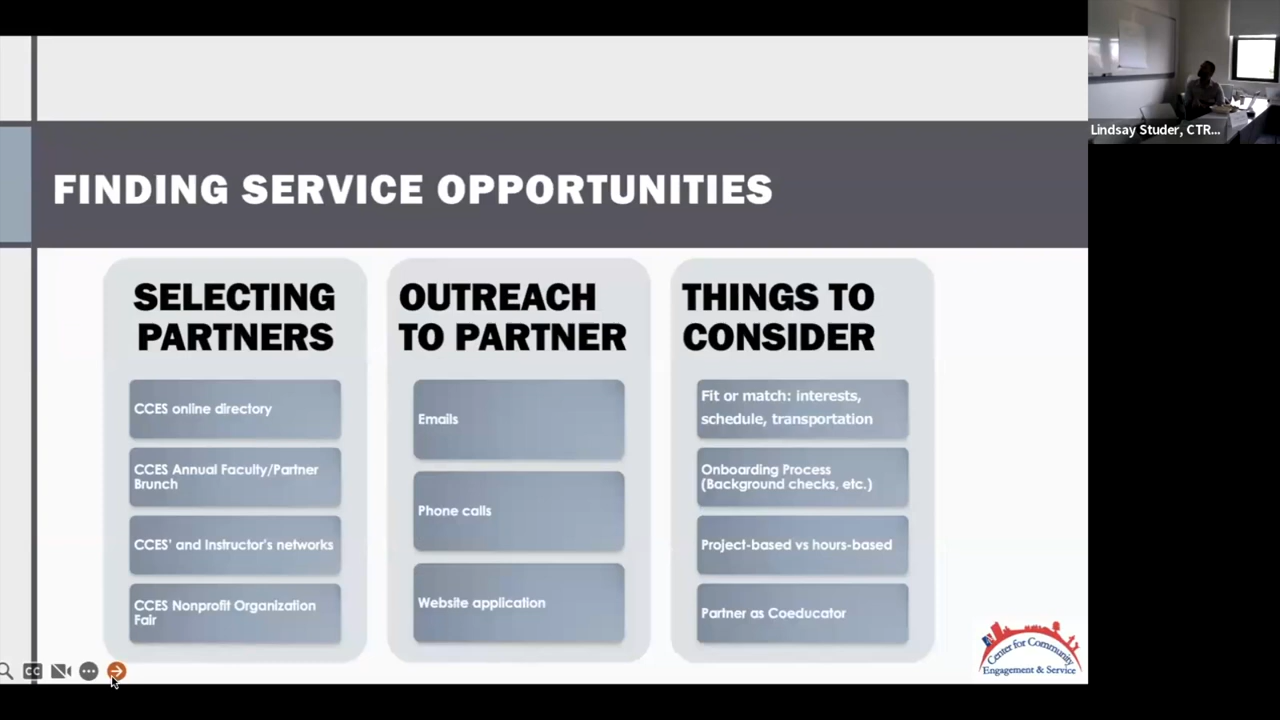 Lindsay Studer, CTR...
FINDING SERVICE OPPORTUNITIES
SELECTING
PARTNERS
CCES online directory
CCES Annual Faculty/Partner
Brunch
CCES' and Instructor's networks
CCES Nonprofit Organization
Fair
OUTREACH
TO PARTNER
Emails
Phone calls
Website application
THINGS TO
CONSIDER
Fit or match: interests,
schedule, transportation
Onboarding Process
(Background checks, etc.)
Project-based vs hours-based
Partner as Coeducator
Center for Community
Engagement & Service
CC